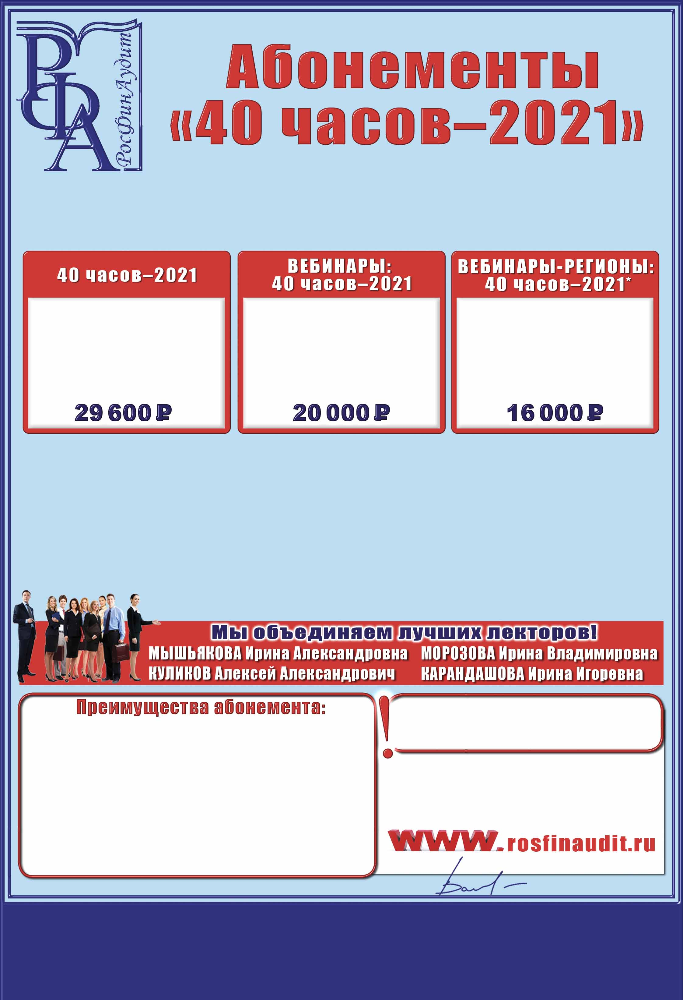 РФА
РосФинАудит
Абонементы
«40 часов–2021»
40 часов–2021
29 600 ₽
ВЕБИНАРЫ:
40 часов–2021
20 000 ₽
ВЕБИНАРЫ-РЕГИОНЫ:
40 часов–2021*
16 000 ₽
Мы объединяем лучших лекторов!
МЫШЬЯКОВА Ирина Александровна
МОРОЗОВА Ирина Владимировна
КУЛИКОВ Алексей Александрович
КАРАНДАШОВА Ирина Игоревна
Преимущества абонемента:
!
www.rosfinaudit.ru